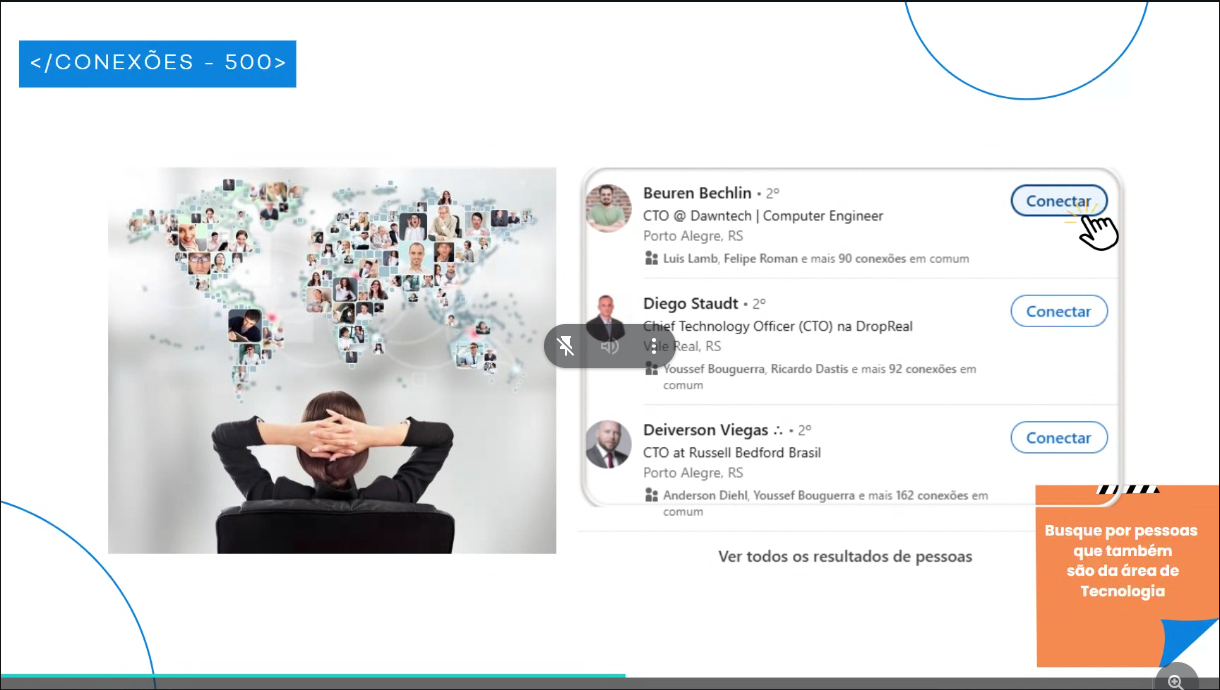 </CONEXÕES - 500>
Beuren Bechlin • 2º
CTO @ Dawntech | Computer Engineer
Porto Alegre, RS
Luis Lamb, Felipe Roman e mais 90 conexões em comum
Conectar
Diego Staudt • 2º
Chief Technology Officer (CTO) na DropReal
Vale Real, RS
Youssef Bouguerra, Ricardo Dastis e mais 92 conexões em
comum
Conectar
Deiverson Viegas ∴ • 2º
CTO at Russell Bedford Brasil
Porto Alegre, RS
Anderson Diehl, Youssef Bouguerra e mais 162 conexões em
comum
Conectar
Ver todos os resultados de pessoas
Busque por pessoas
que também
são da área de
Tecnologia